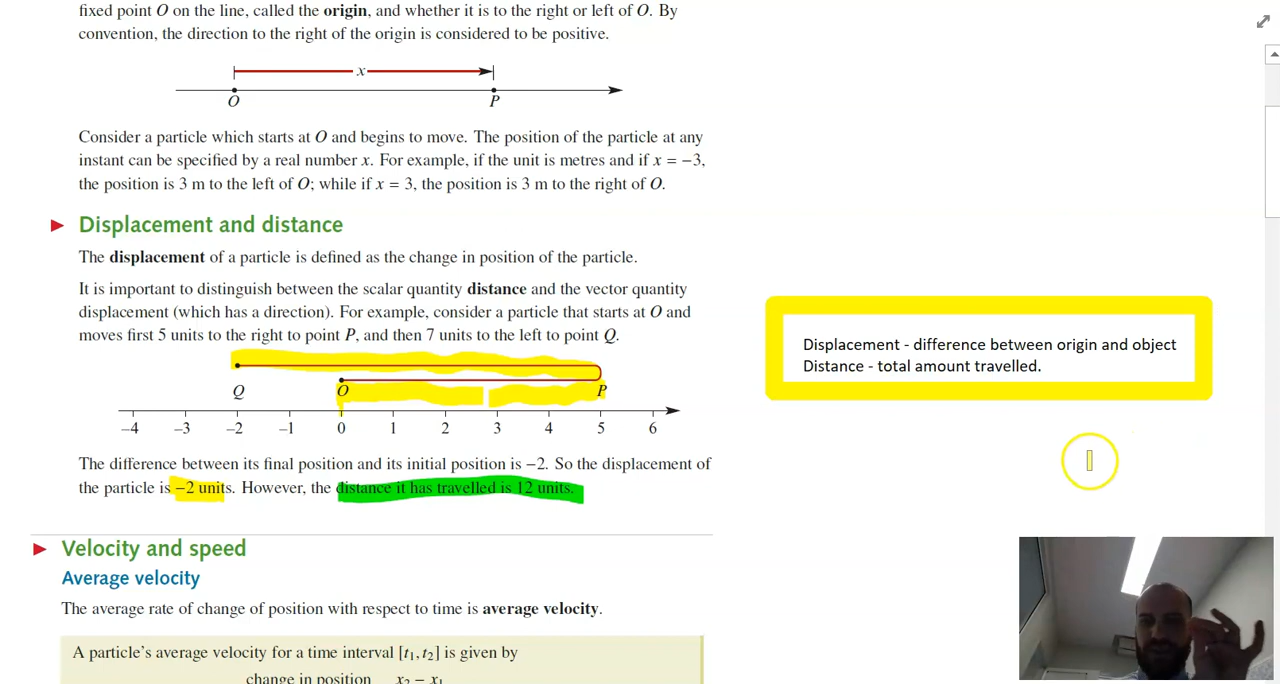 fixed point O on the line, called the origin, and whether it is to the right or left of O. By
convention, the direction to the right of the origin is considered to be positive.
x
O P
Consider a particle which starts at O and begins to move. The position of the particle at any
instant can be specified by a real number x. For example, if the unit is metres and if x = −3,
the position is 3 m to the left of O; while if x = 3, the position is 3 m to the right of O.
Displacement and distance
The displacement of a particle is defined as the change in position of the particle.
It is important to distinguish between the scalar quantity distance and the vector quantity
displacement (which has a direction). For example, consider a particle that starts at O and
moves first 5 units to the right to point P, and then 7 units to the left to point Q.
Q O P
−4 −3 −2 −1 0 1 2 3 4 5 6
The difference between its final position and its initial position is −2. So the displacement of
the particle is −2 units. However, the distance it has travelled is 12 units.
Displacement - difference between origin and object
Distance - total amount travelled.
Velocity and speed
Average velocity
The average rate of change of position with respect to time is average velocity.
A particle's average velocity for a time interval [t1, t2] is given by
change in position x2 − x1